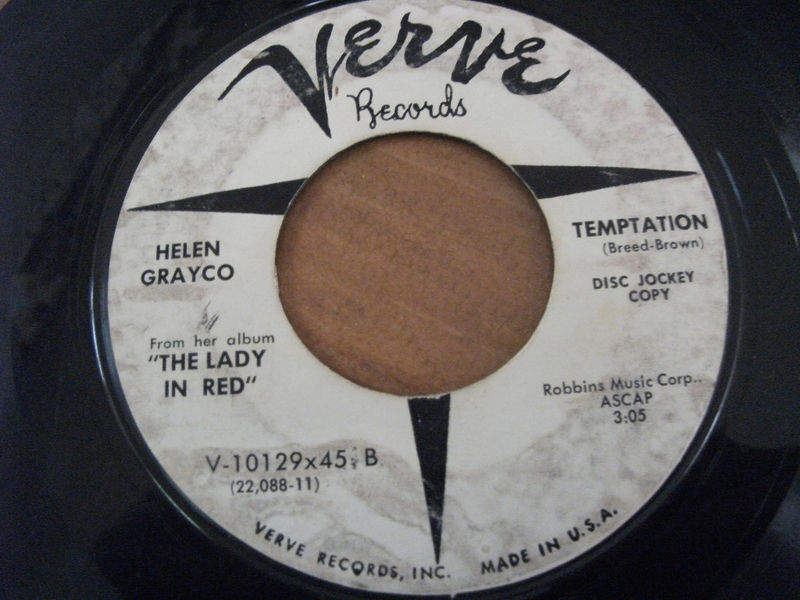 Verve
Records
HELEN
GRAYCO
From her album
"THE LADY
IN RED"
V-10129x45 B
(22,088-11)
TEMPTATION
(Breed-Brown)
DISC JOCKEY
COPY
Robbins Music Corp..
ASCAP
3:05
VERVE RECORDS, INC. MADE IN U.S.A.